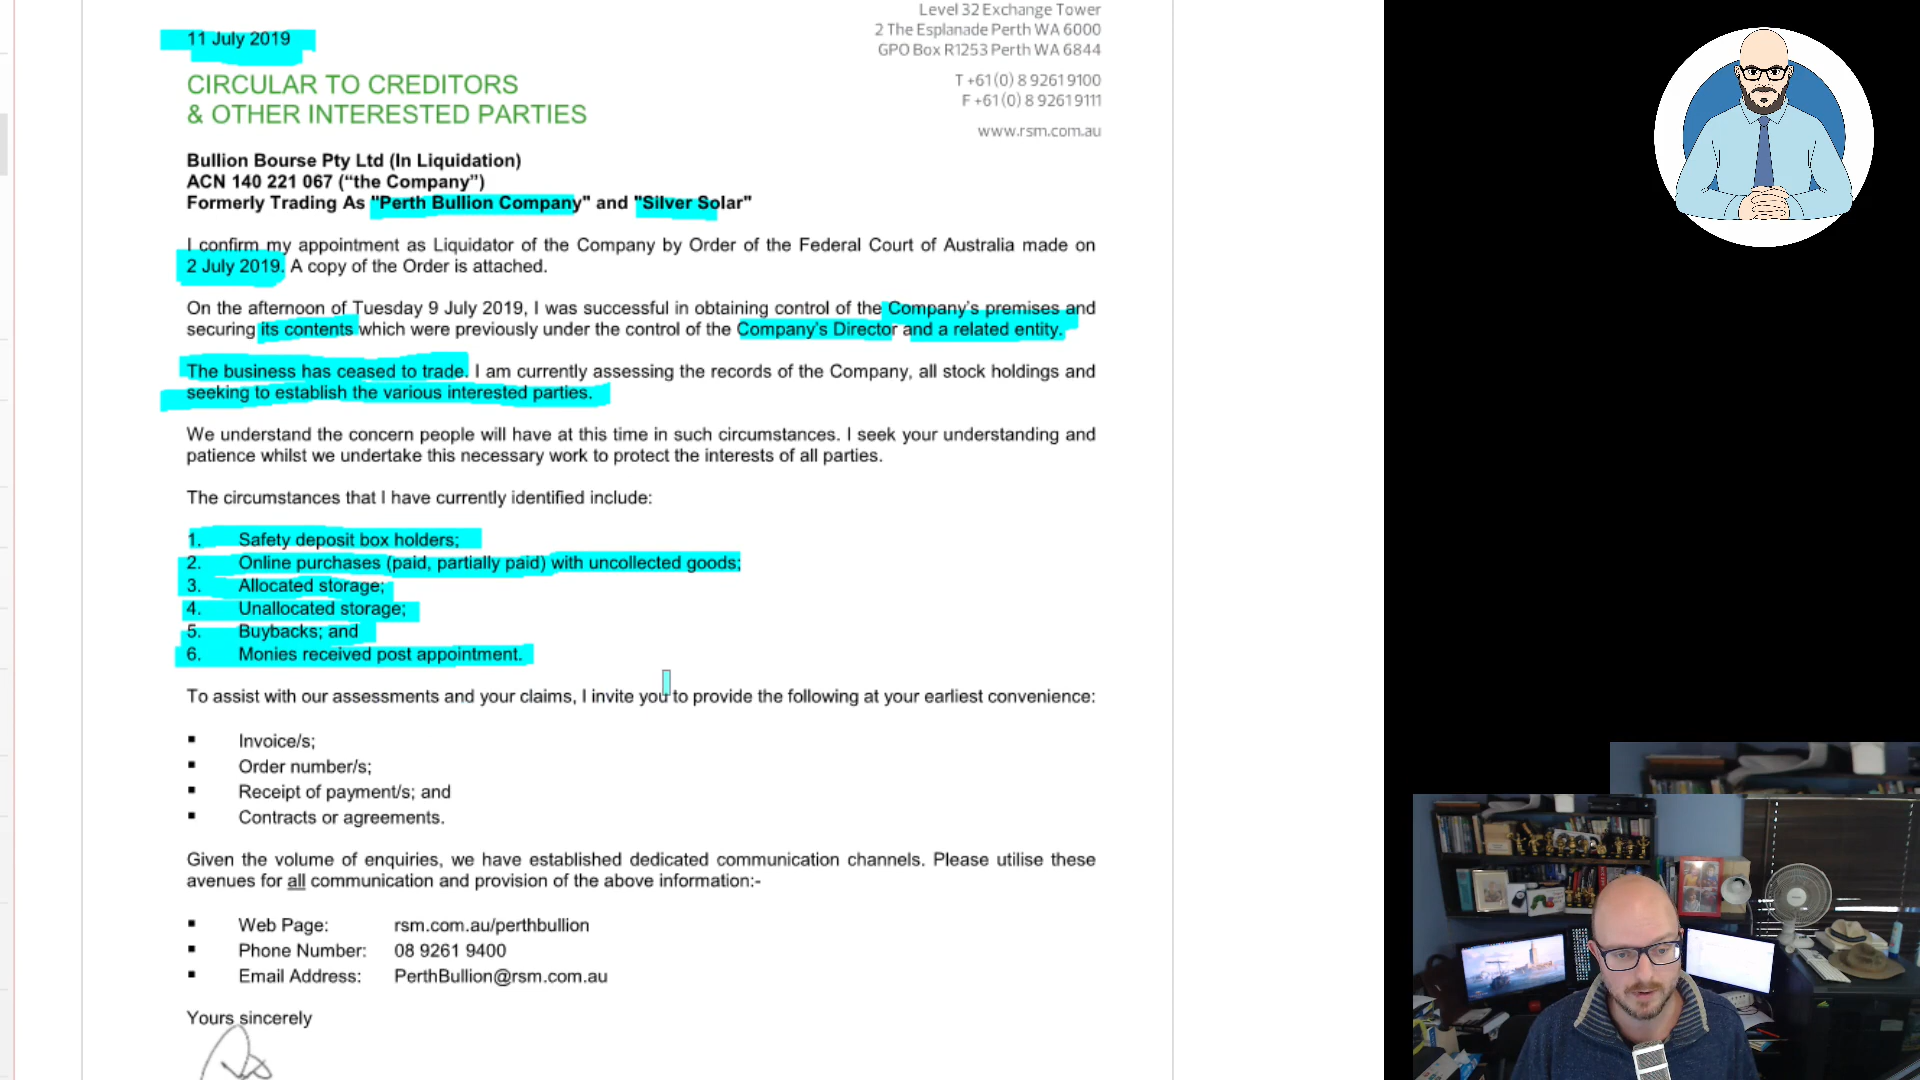 Level 32 Exchange Tower
2 The Esplanade Perth WA 6000
GPO Box R1253 Perth WA 6844
T +61(0) 8 92619100
F +61(0) 8 92619111
www.rsm.com.au
11 July 2019
CIRCULAR TO CREDITORS
& OTHER INTERESTED PARTIES
Bullion Bourse Pty Ltd (In Liquidation)
ACN 140 221 067 (“the Company”)
Formerly Trading As "Perth Bullion Company" and "Silver Solar"
I confirm my appointment as Liquidator of the Company by Order of the Federal Court of Australia made on
2 July 2019. A copy of the Order is attached.
On the afternoon of Tuesday 9 July 2019, I was successful in obtaining control of the Company's premises and
securing its contents which were previously under the control of the Company's Director and a related entity.
The business has ceased to trade. I am currently assessing the records of the Company, all stock holdings and
seeking to establish the various interested parties.
We understand the concern people will have at this time in such circumstances. I seek your understanding and
patience whilst we undertake this necessary work to protect the interests of all parties.
The circumstances that I have currently identified include:
1. Safety deposit box holders;
2. Online purchases (paid, partially paid) with uncollected goods;
3. Allocated storage;
4. Unallocated storage;
5. Buybacks; and
6. Monies received post appointment.
To assist with our assessments and your claims, I invite you to provide the following at your earliest convenience:
▪ Invoice/s;
▪ Order number/s;
▪ Receipt of payment/s; and
▪ Contracts or agreements.
Given the volume of enquiries, we have established dedicated communication channels. Please utilise these
avenues for all communication and provision of the above information:-
▪ Web Page: rsm.com.au/perthbullion
▪ Phone Number: 08 9261 9400
▪ Email Address: PerthBullion@rsm.com.au
Yours sincerely